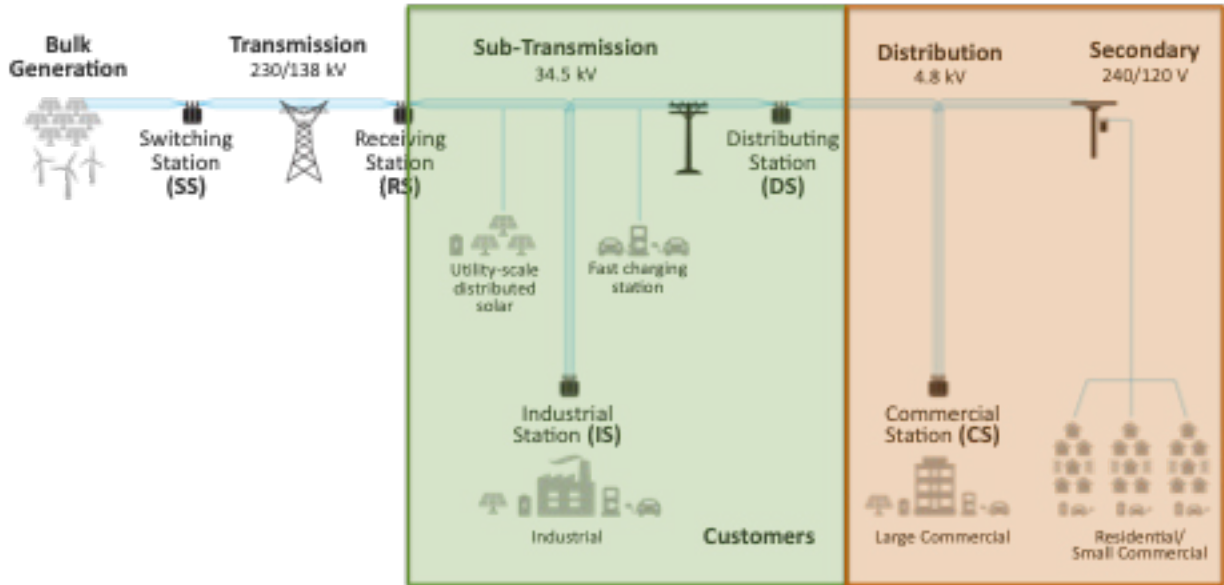 Bulk
Generation
Transmission
230/138 kV
Sub-Transmission
34.5 kV
Distribution
4.8 kV
Secondary
240/120 V
Switching
Station
(SS)
Receiving
Station
(RS)
Distributing
Station
(DS)
Utility-scale
distributed
solar
Fast charging
station
Industrial
Station (IS)
Commercial
Station (CS)
Industrial
Customers
Large Commercial
Residential/
Small Commercial